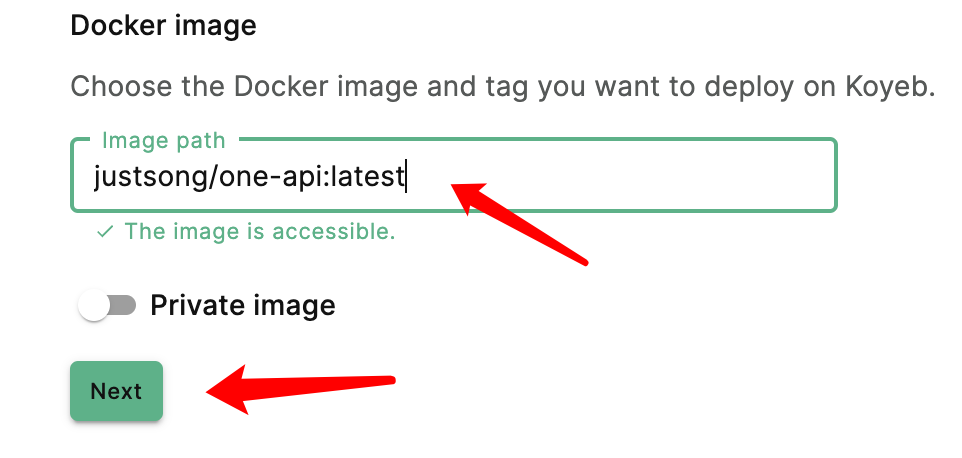 Docker image
Choose the Docker image and tag you want to deploy on Koyeb.
Image path
justsong/one-api:latest
The image is accessible.
Private image
Next